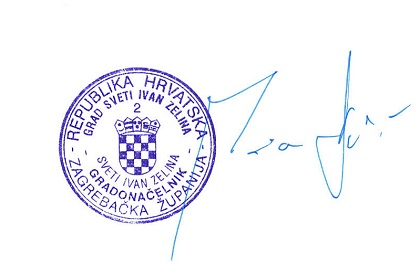 - REPUBLIKA HRVATSKA -
GRAD SVETI IVAN ZELINA
2
- SVETI IVAN ZELINA -
GRADONAČELNIK
ZAGREBAČKA ŽUPANIJA